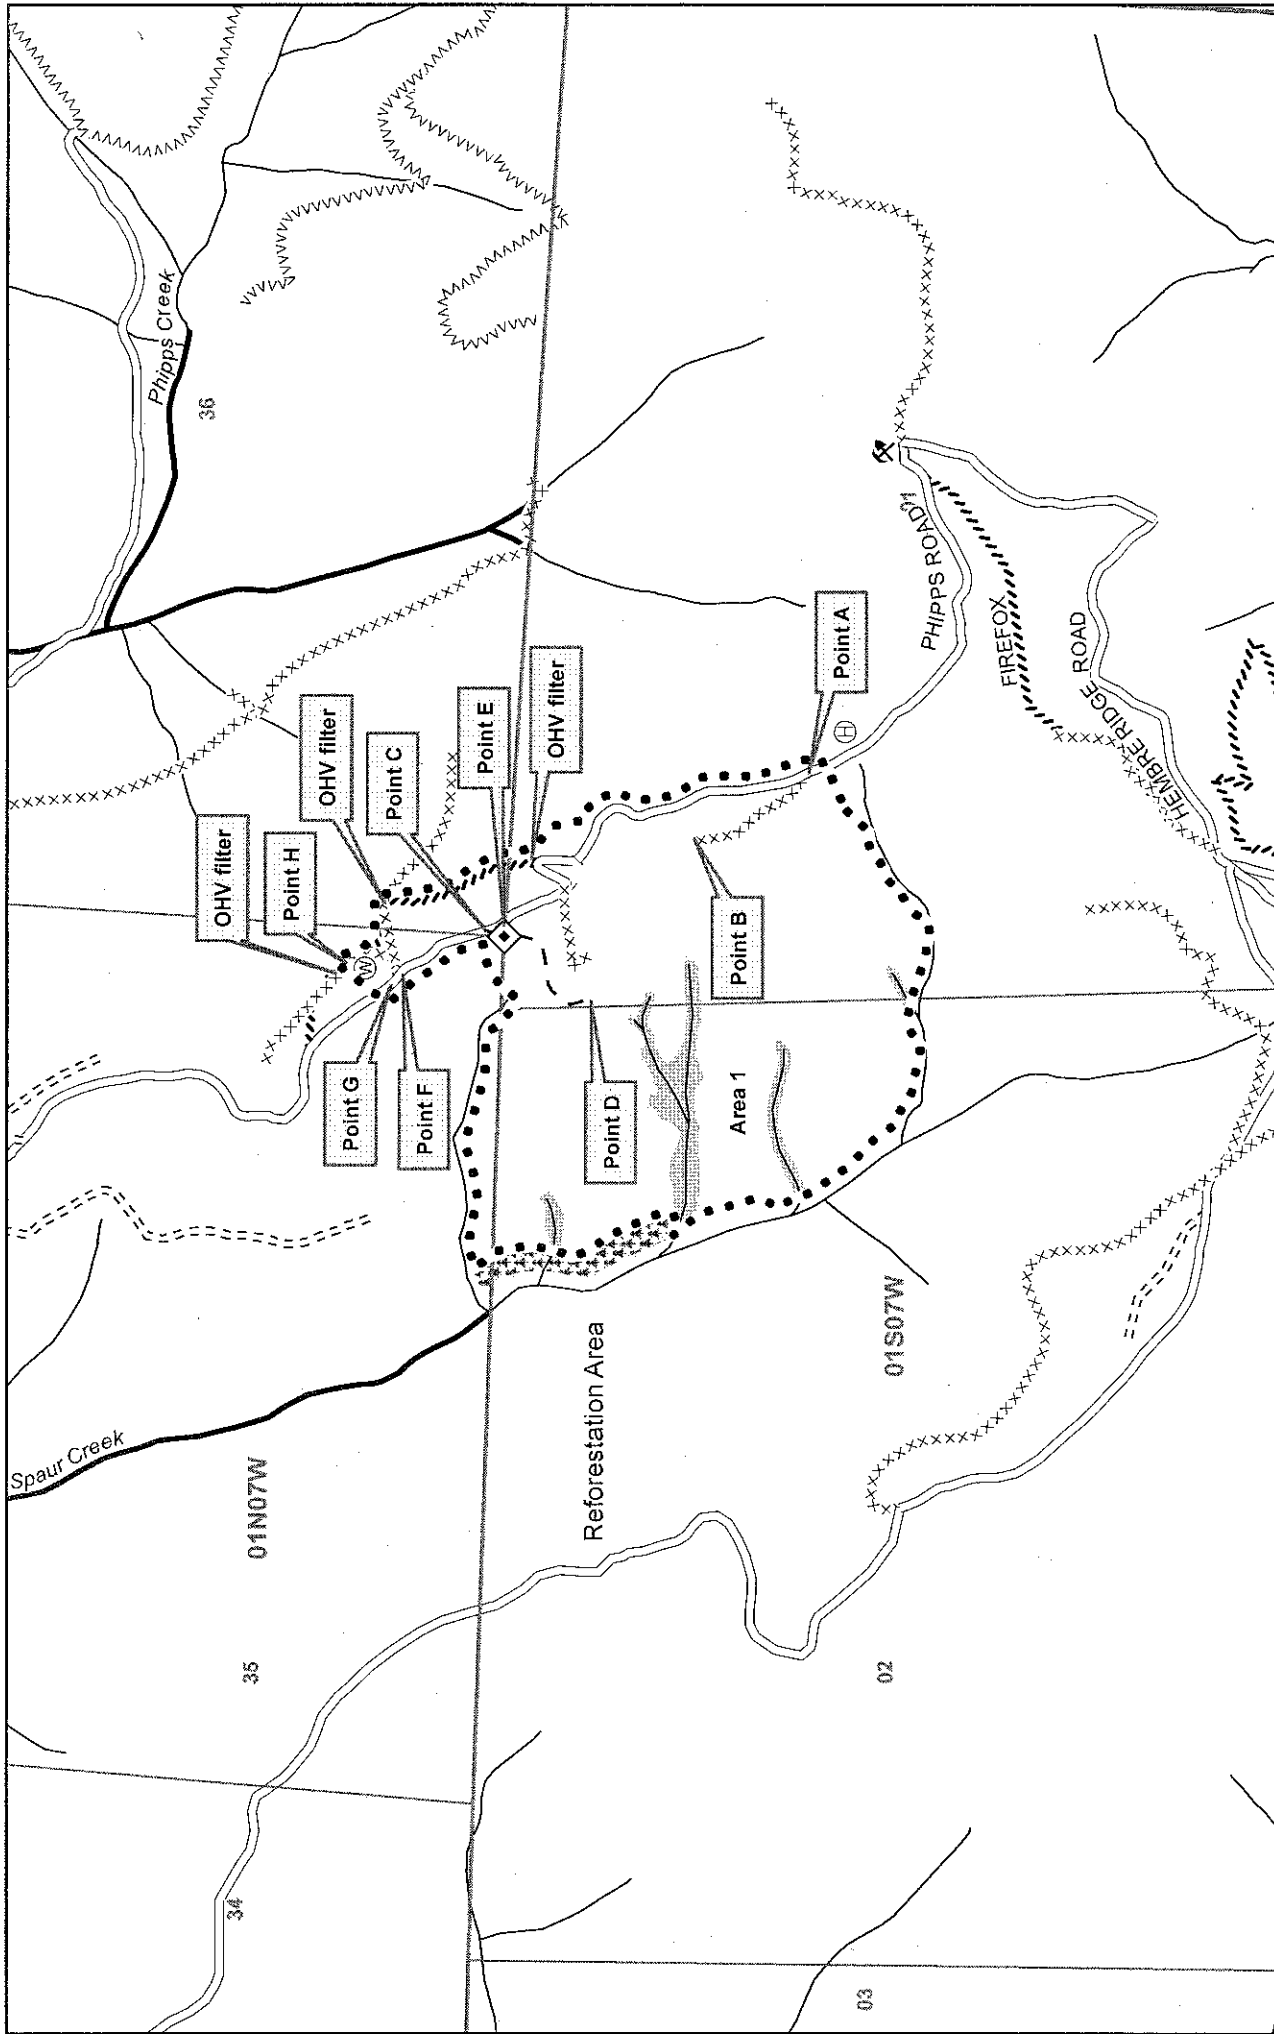 Spaur Creek
Phipps Creek
36
OHV filter
34
35
01N07W
Point H
OHV filter
Point G
W
Point C
Point F
Point E
OHV filter
Reforestation Area
Point D
Area 1
Point B
Point A
H
03
02
01S07W
PHIPPS ROAD
FIREFOX
HEMBRE RIDGE ROAD